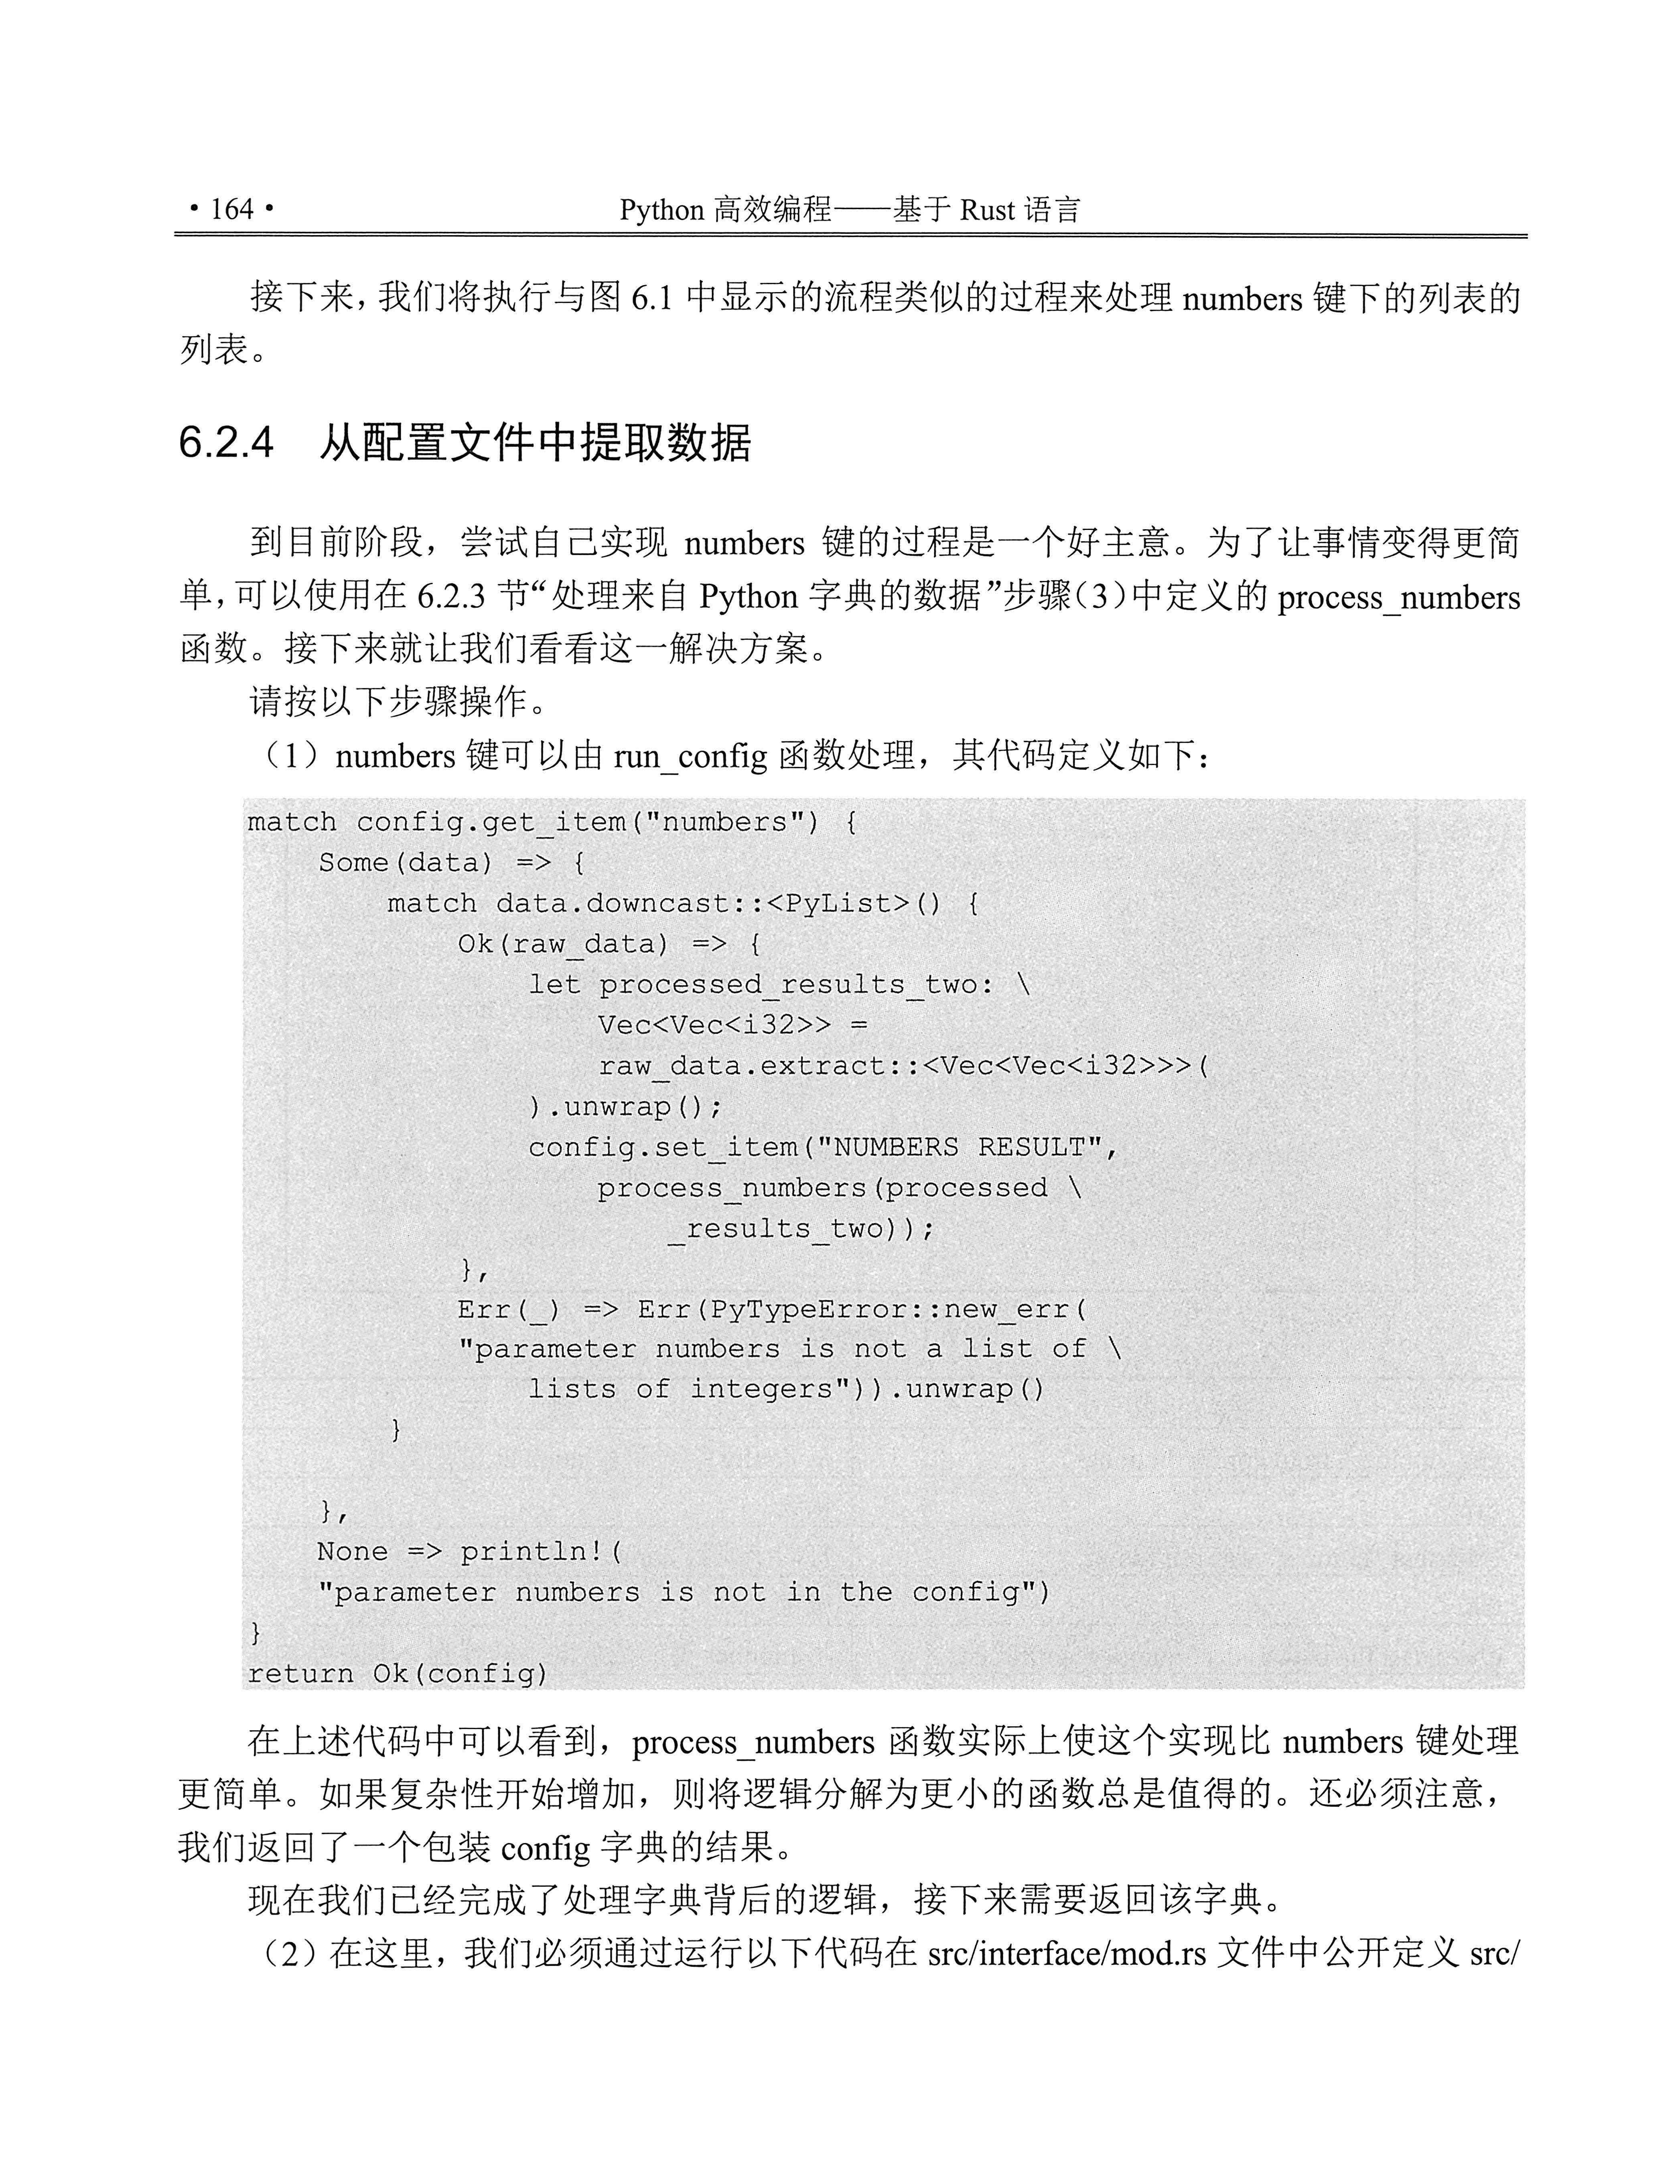 • 164 • Python 高效编程——基于 Rust 语言
接下来，我们将执行与图 6.1 中显示的流程类似的过程来处理 numbers 键下的列表的
列表。
6.2.4 从配置文件中提取数据
到目前阶段，尝试自己实现 numbers 键的过程是一个好主意。为了让事情变得更简
单，可以使用在 6.2.3 节“处理来自 Python 字典的数据”步骤（3）中定义的 process_numbers
函数。接下来就让我们看看这一解决方案。
请按以下步骤操作。
（1）numbers 键可以由 run_config 函数处理，其代码定义如下：
match config.get_item("numbers") {
    Some(data) => {
        match data.downcast::<PyList>() {
            Ok(raw_data) => {
                let processed_results_two: \
                    Vec<Vec<i32>> =
                    raw_data.extract::<Vec<Vec<i32>>>(
                ).unwrap();
                config.set_item("NUMBERS RESULT",
                    process_numbers(processed \
                        _results_two));
            },
            Err(_) => Err(PyTypeError::new_err(
            "parameter numbers is not a list of \
                lists of integers")).unwrap()
        }
    },
    None => println!(
    "parameter numbers is not in the config")
}
return Ok(config)
在上述代码中可以看到，process_numbers 函数实际上使这个实现比 numbers 键处理
更简单。如果复杂性开始增加，则将逻辑分解为更小的函数总是值得的。还必须注意，
我们返回了一个包装 config 字典的结果。
现在我们已经完成了处理字典背后的逻辑，接下来需要返回该字典。
（2）在这里，我们必须通过运行以下代码在 src/interface/mod.rs 文件中公开定义 src/